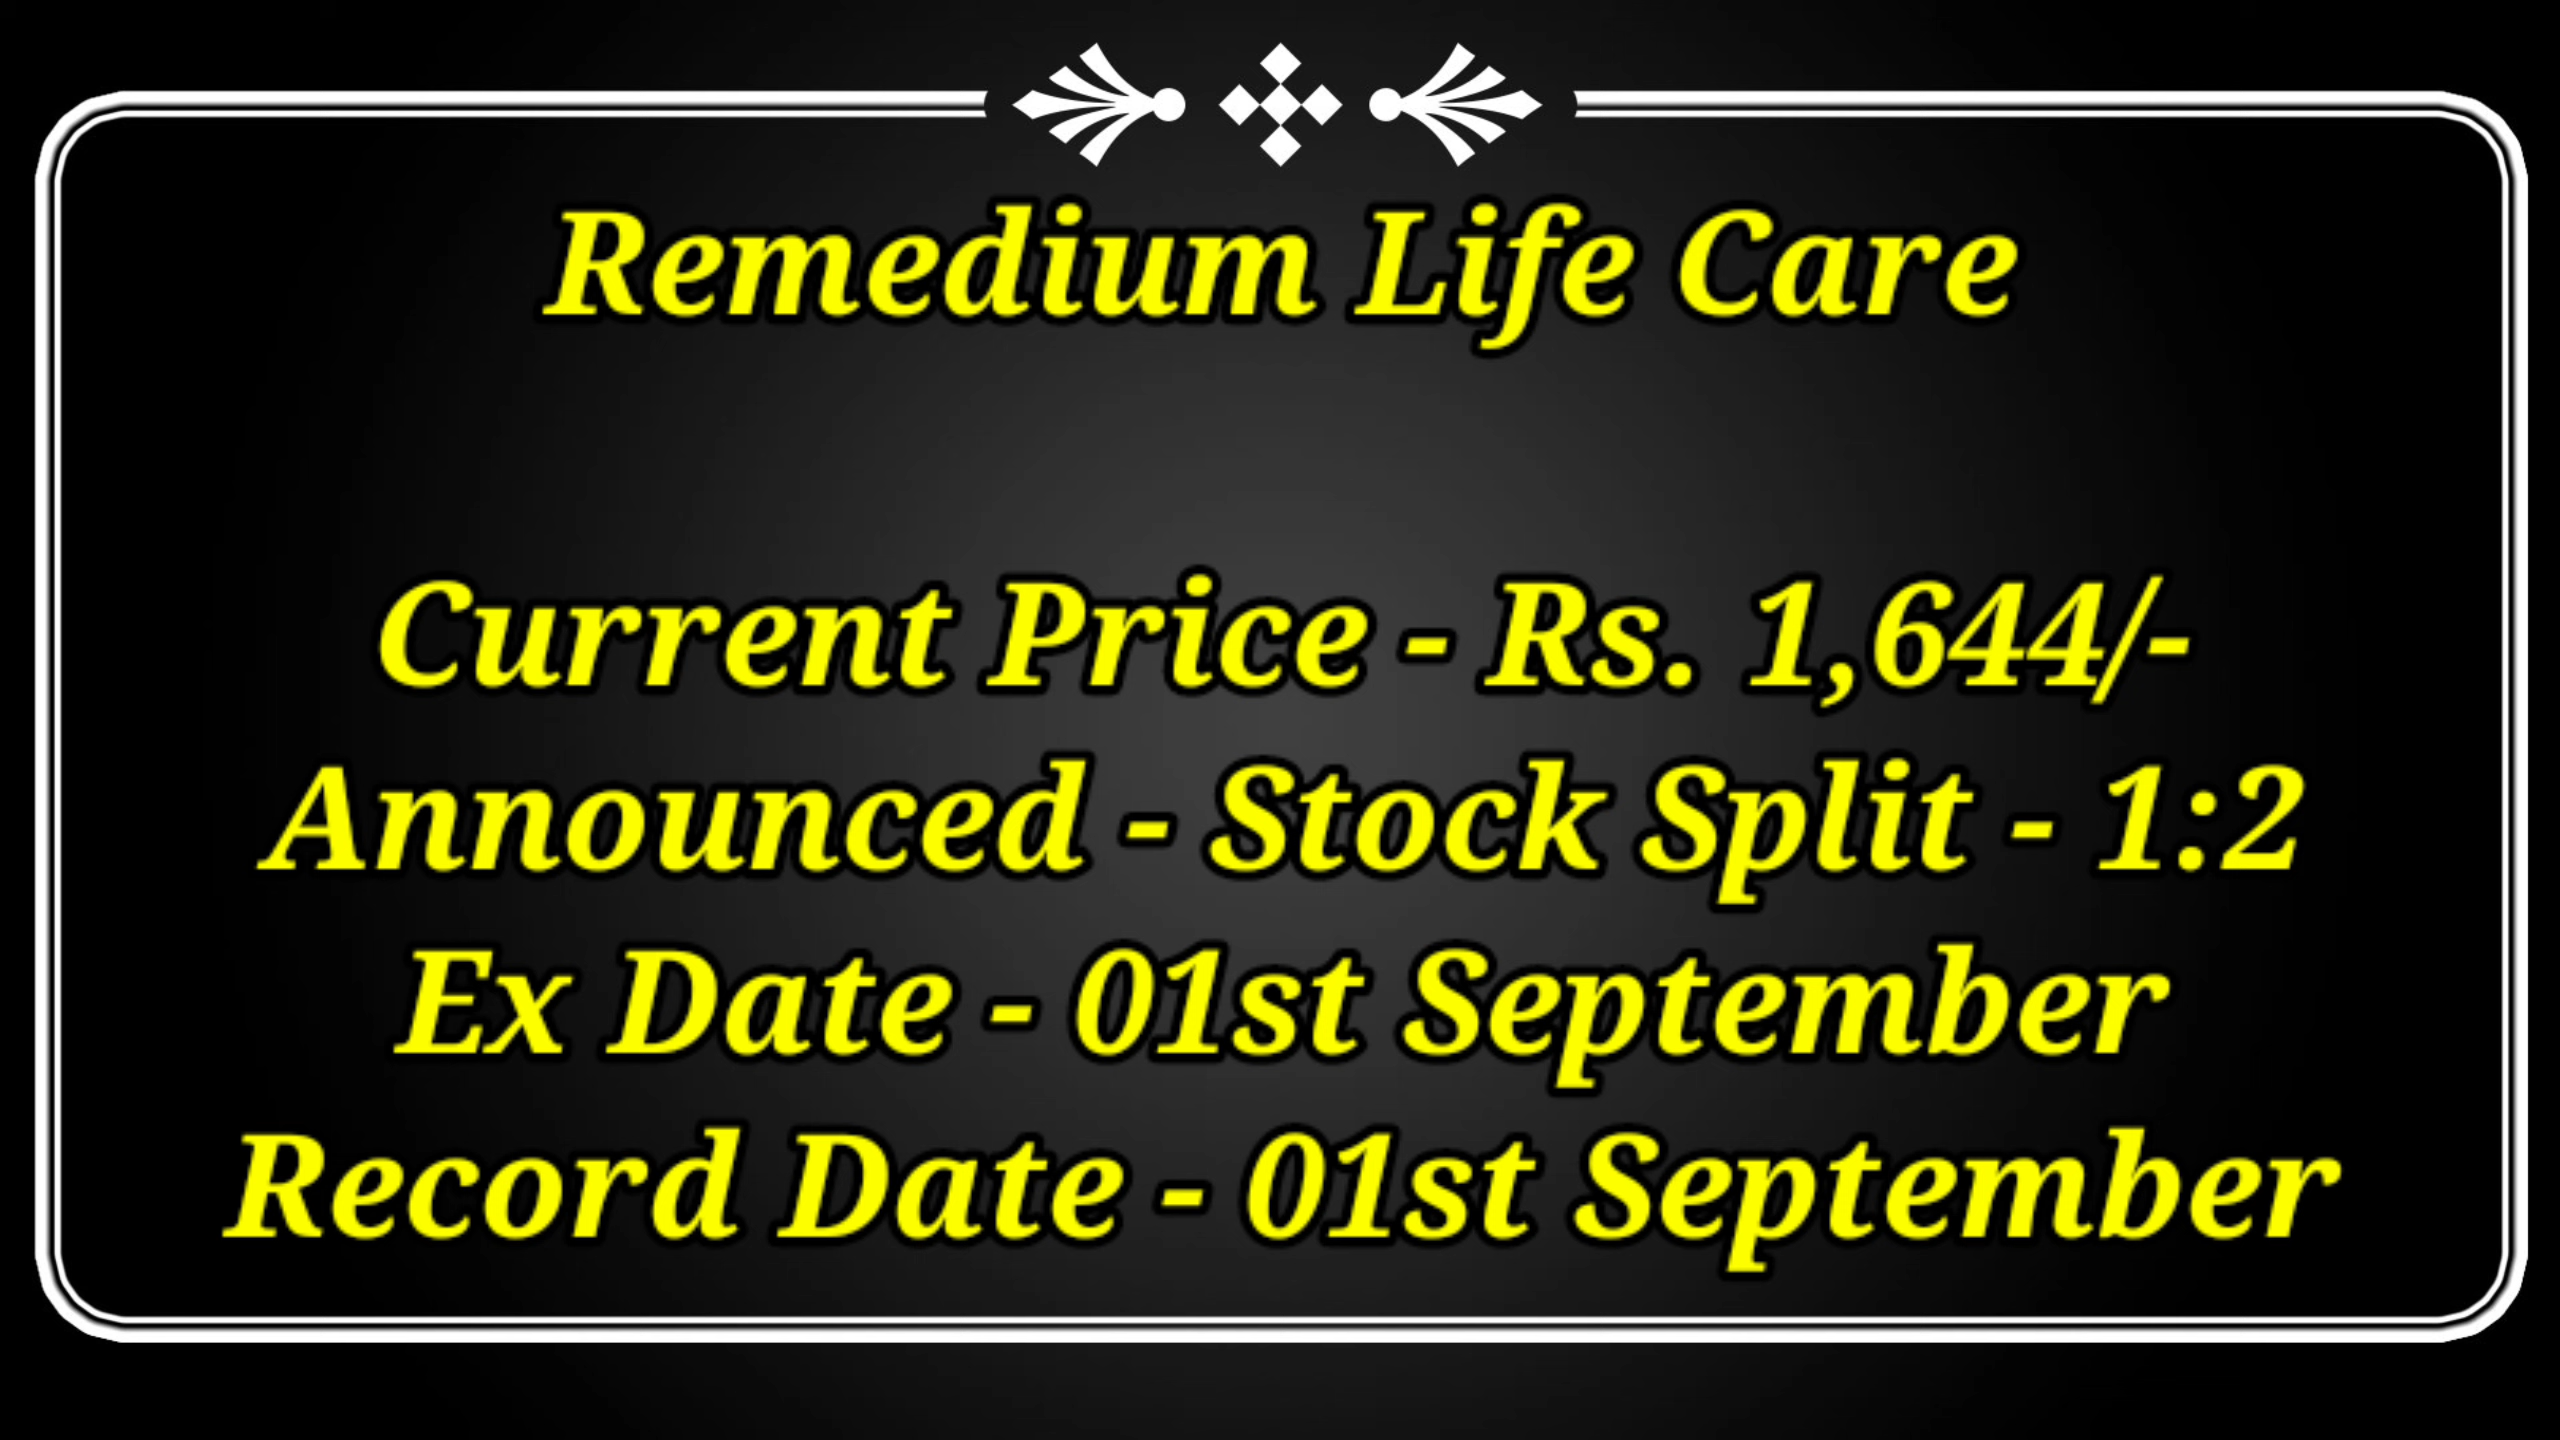 Remedium Life Care
Current Price - Rs. 1,644/-
Announced - Stock Split - 1:2
Ex Date - 01st September
Record Date - 01st September